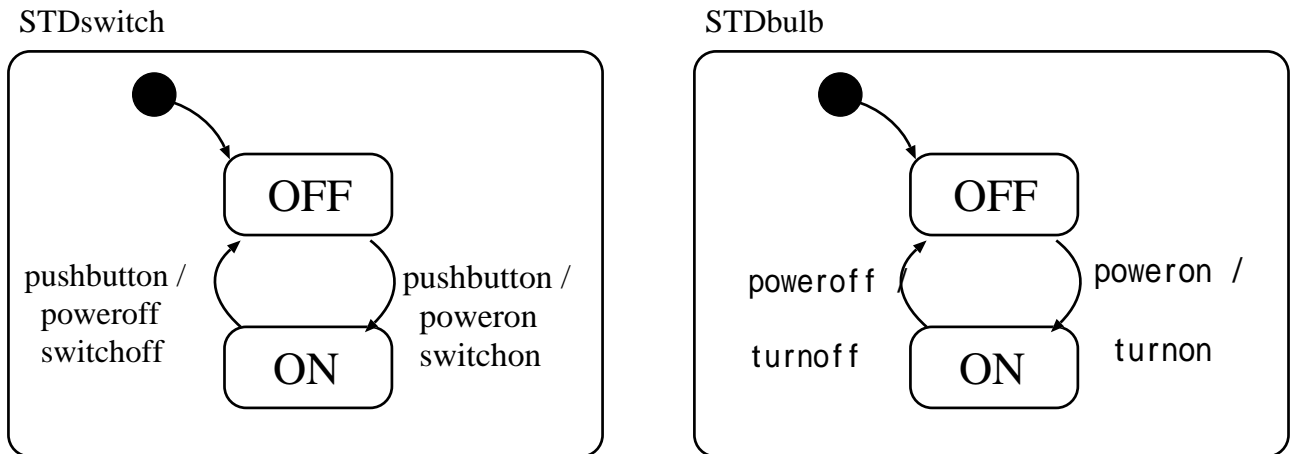 STDswitch
OFF
pushbutton /
poweroff
switchoff
pushbutton /
poweron
switchon
ON
STDbulb
OFF
poweroff /
turnoff
poweron /
turnon
ON